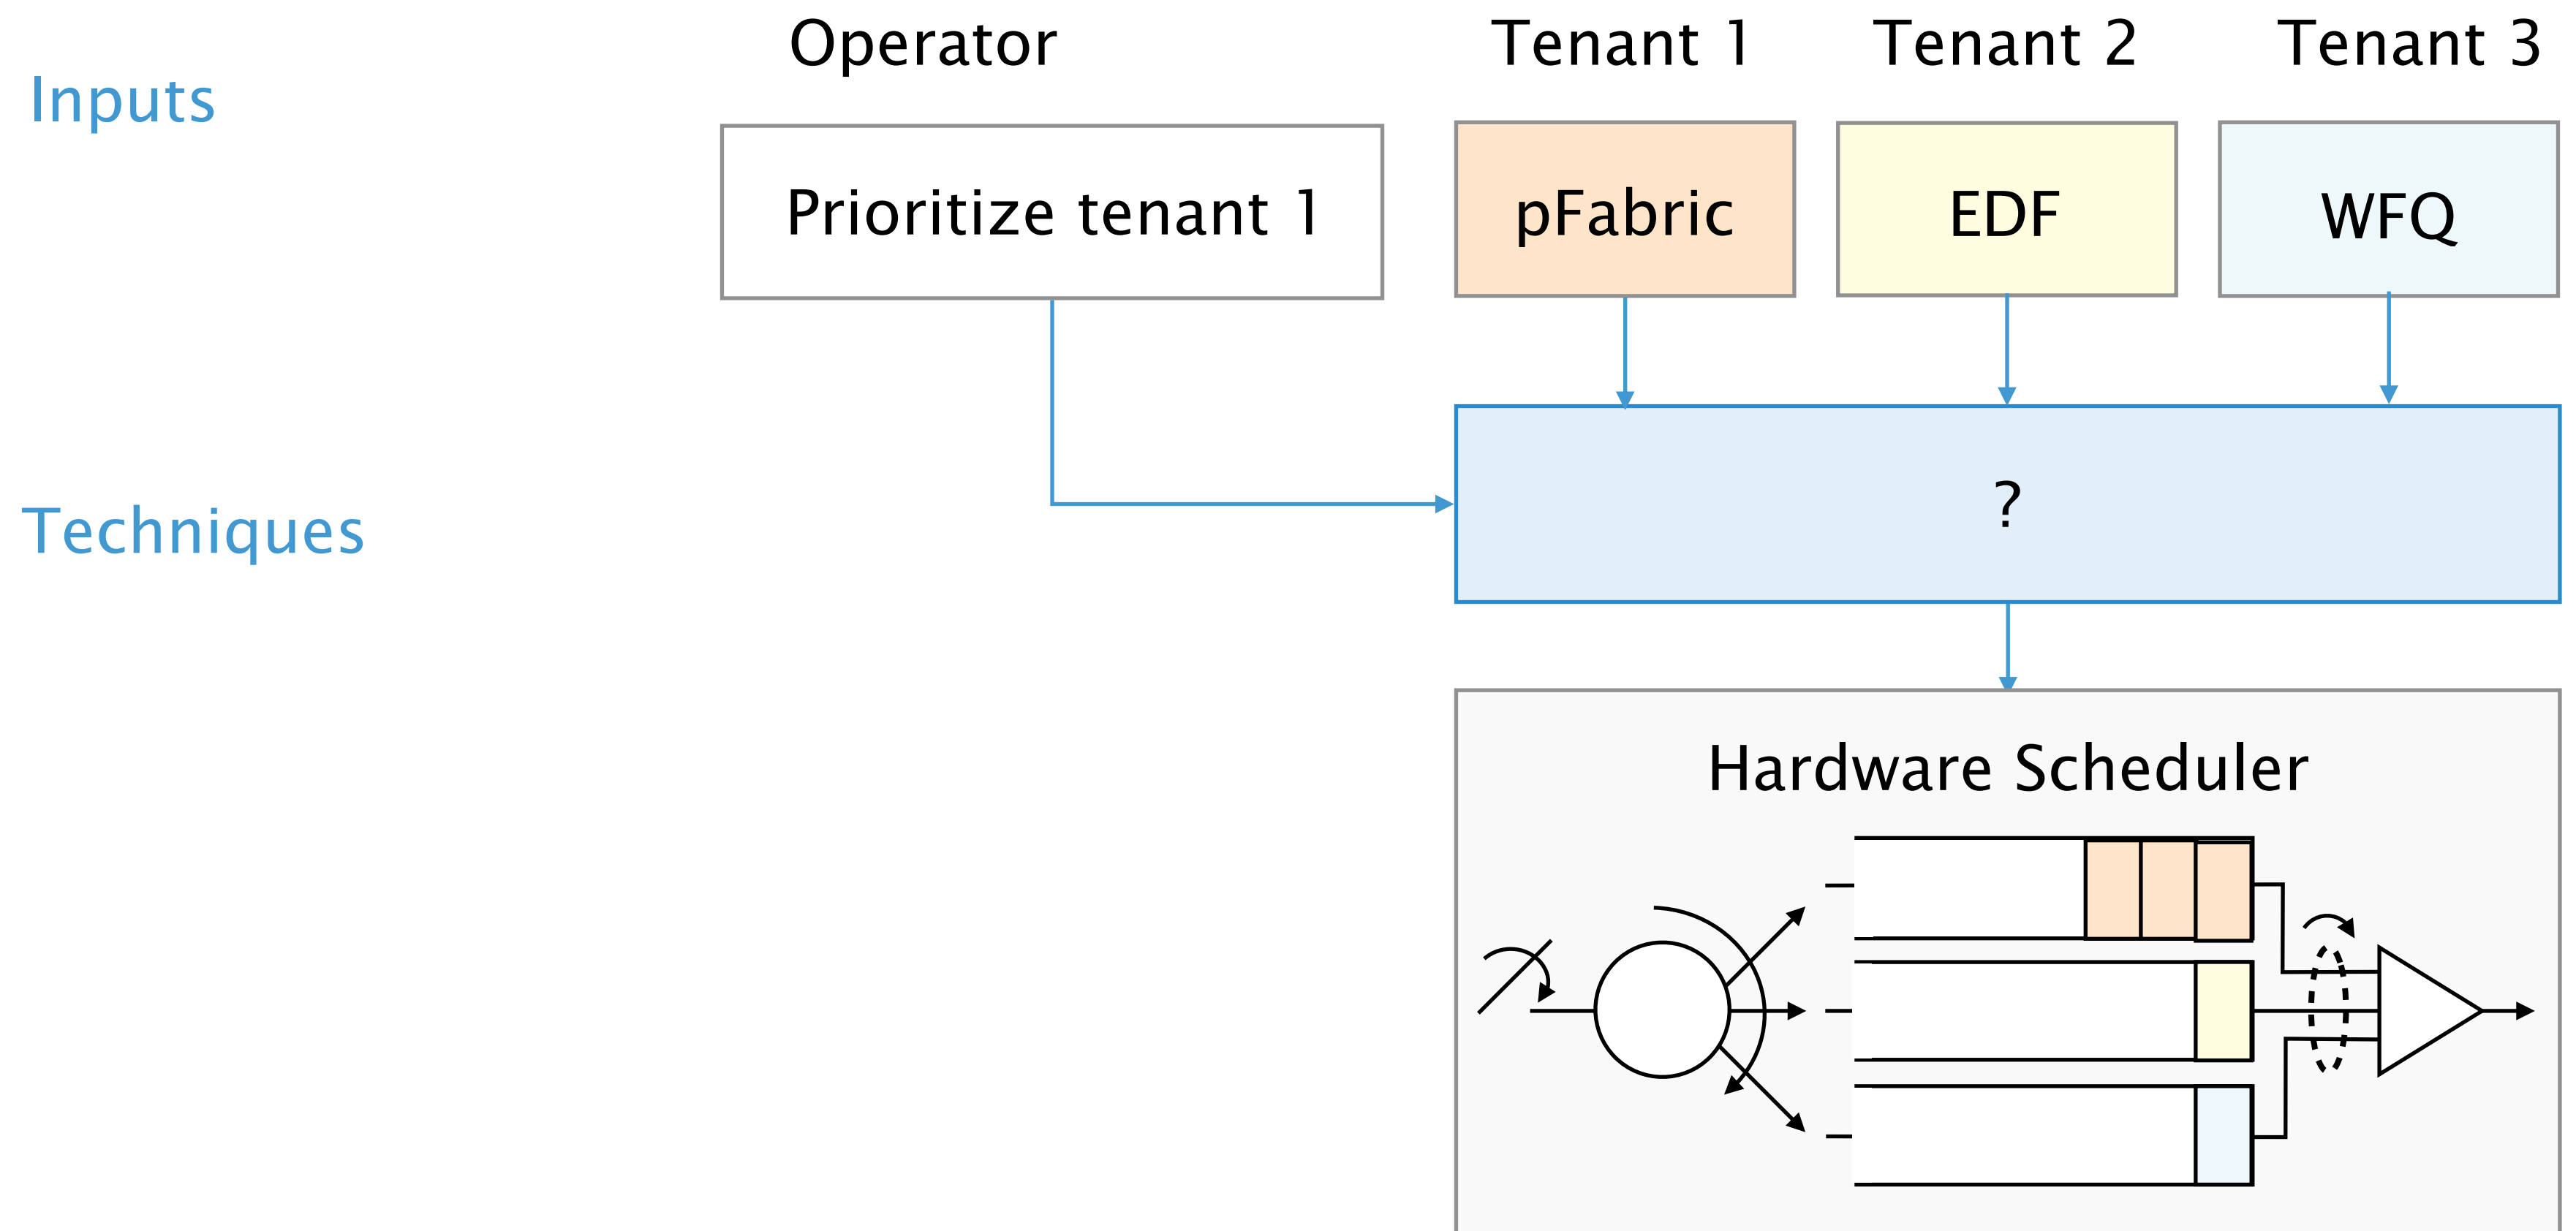 Operator
Tenant 1
Tenant 2
Tenant 3
Inputs
Prioritize tenant 1
pFabric
EDF
WFQ
Techniques
?
Hardware Scheduler